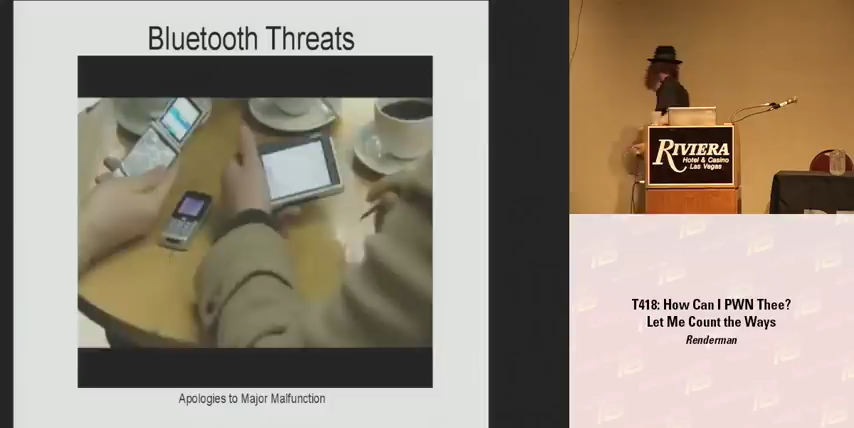 Bluetooth Threats
Apologies to Major Malfunction
RIVIERA
Hotel & Casino
Las Vegas
T418: How Can I PWN Thee?
Let Me Count the Ways
Renderman